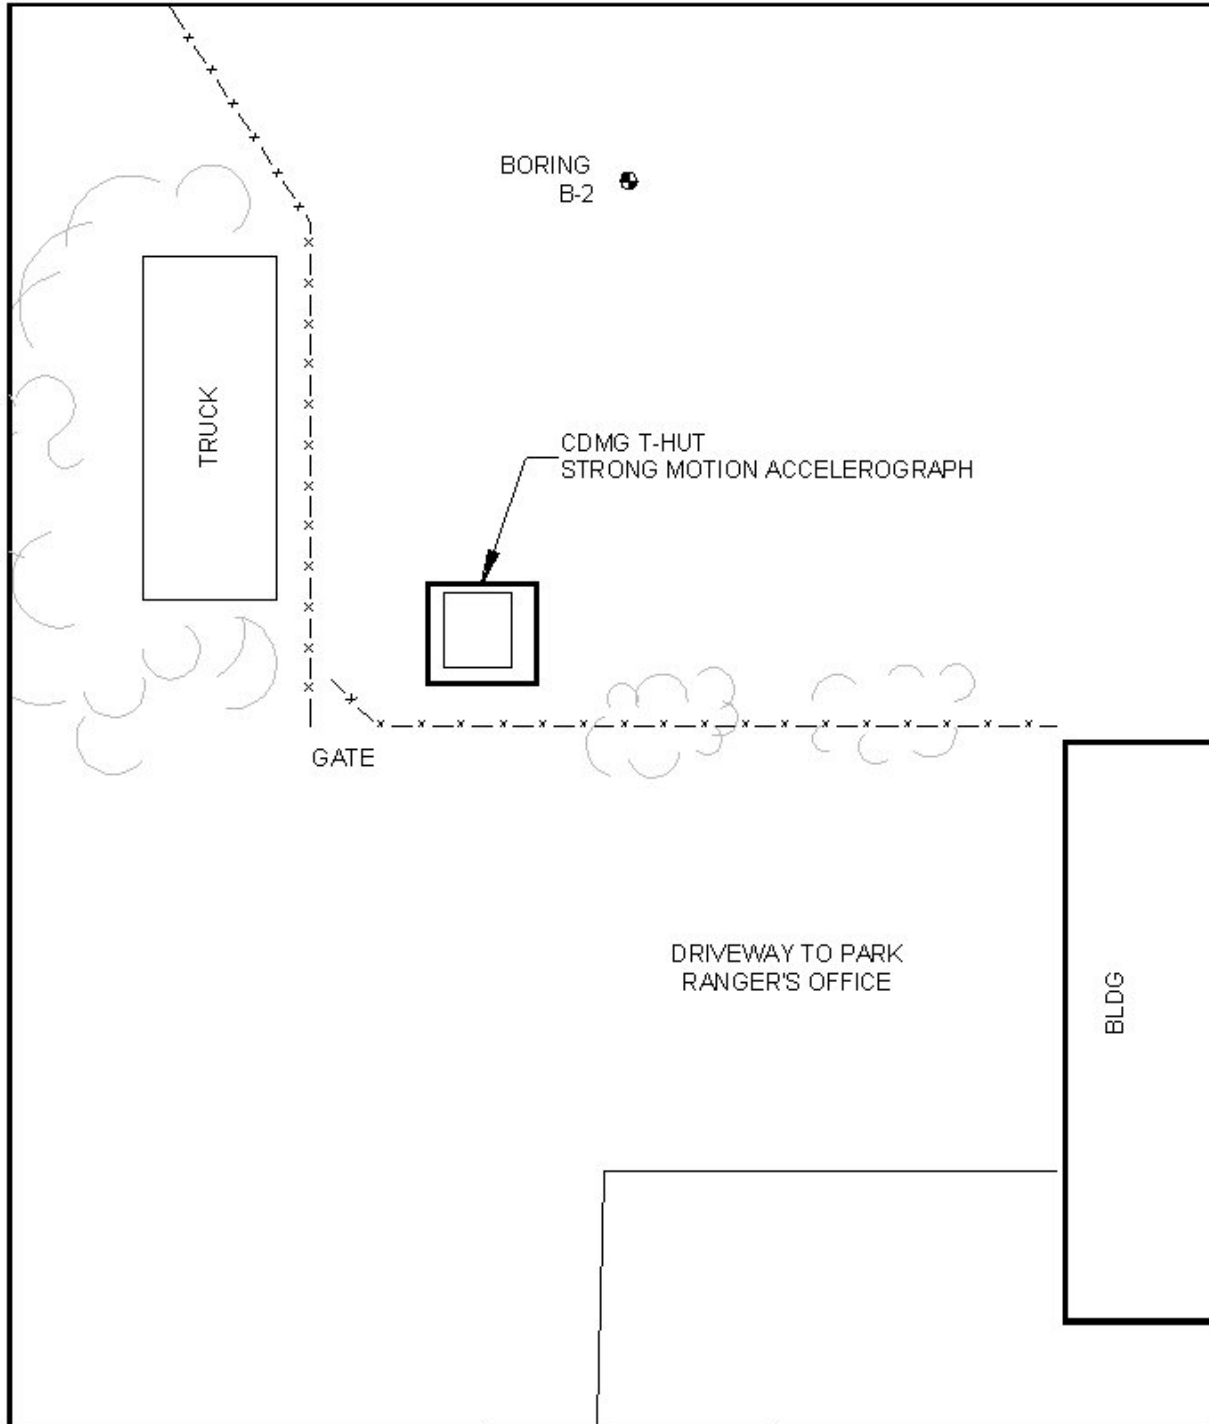 BORING
B-2
TRUCK
CDMG T-HUT
STRONG MOTION ACCELEROGRAPH
GATE
DRIVEWAY TO PARK
RANGER'S OFFICE
BLDG